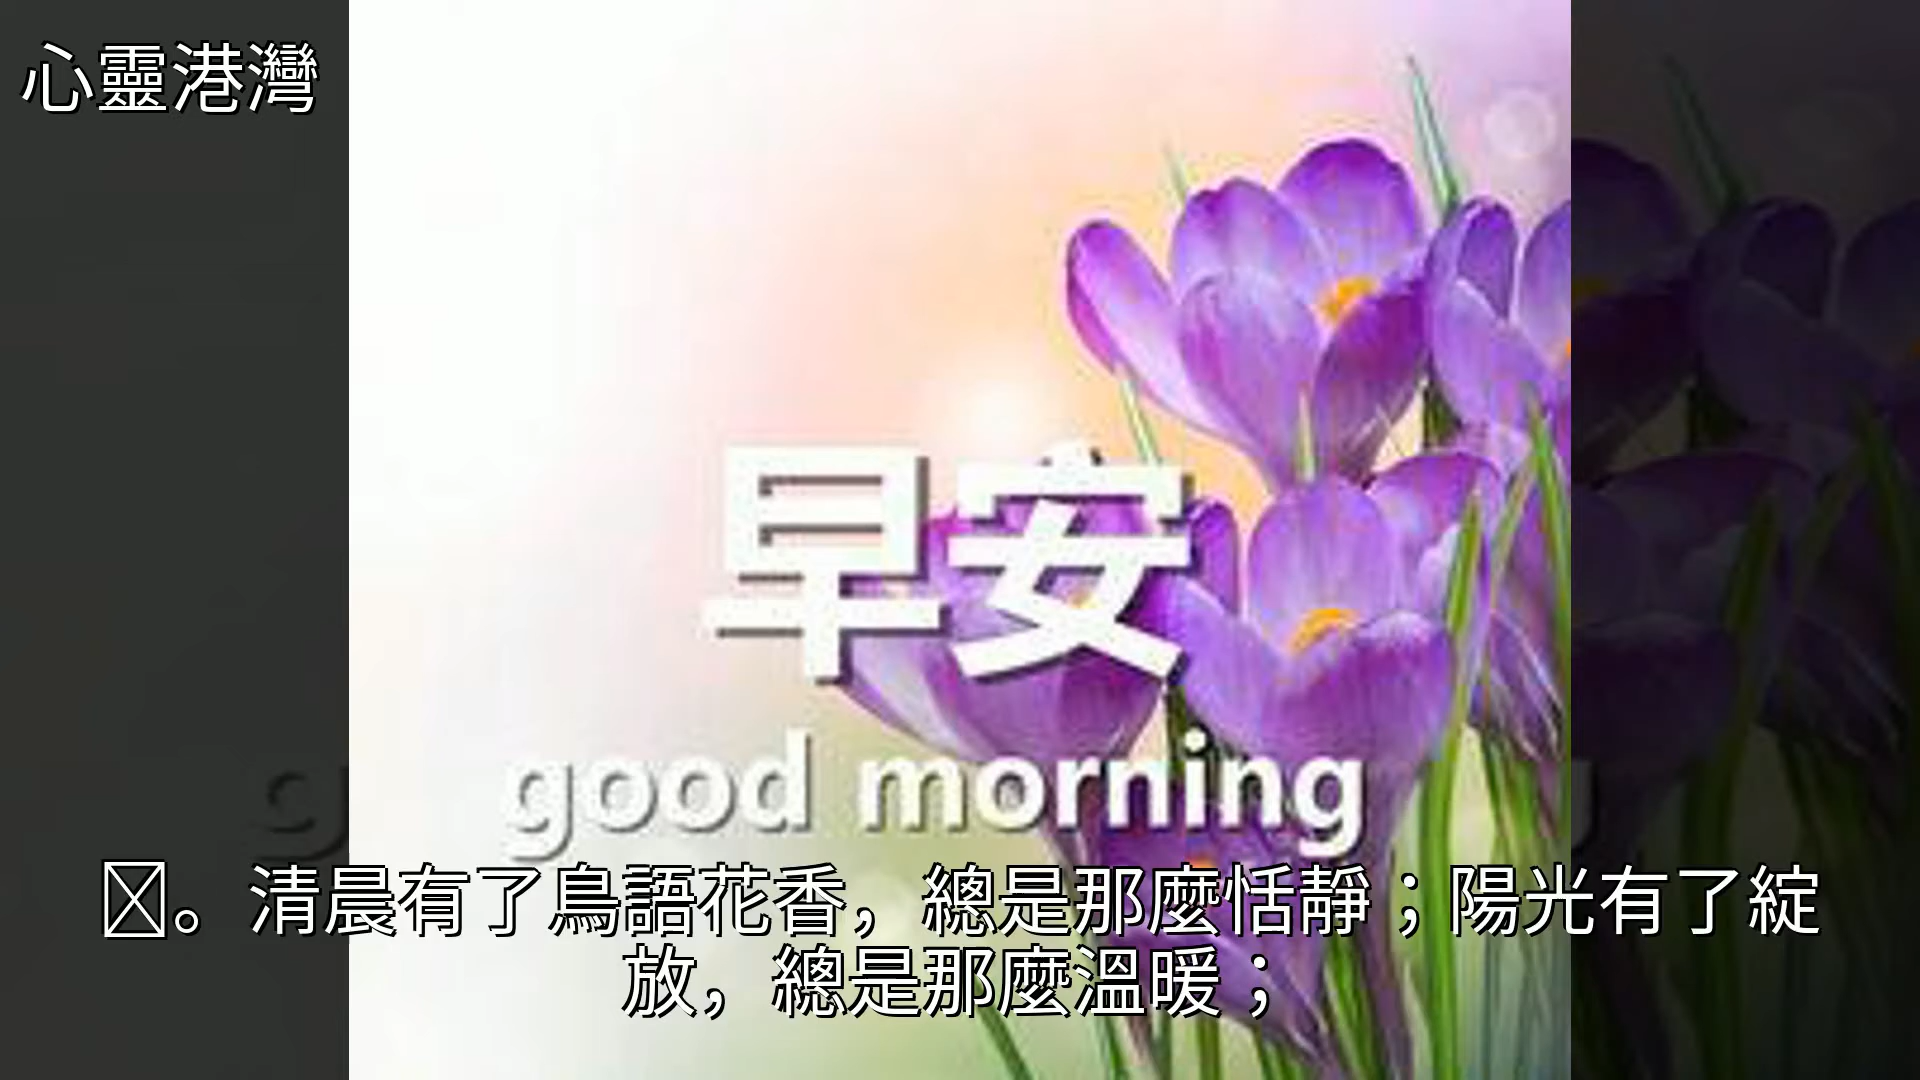 心靈港灣
早安
good morning
。清晨有了鳥語花香，總是那麼恬靜；陽光有了綻
放，總是那麼溫暖；